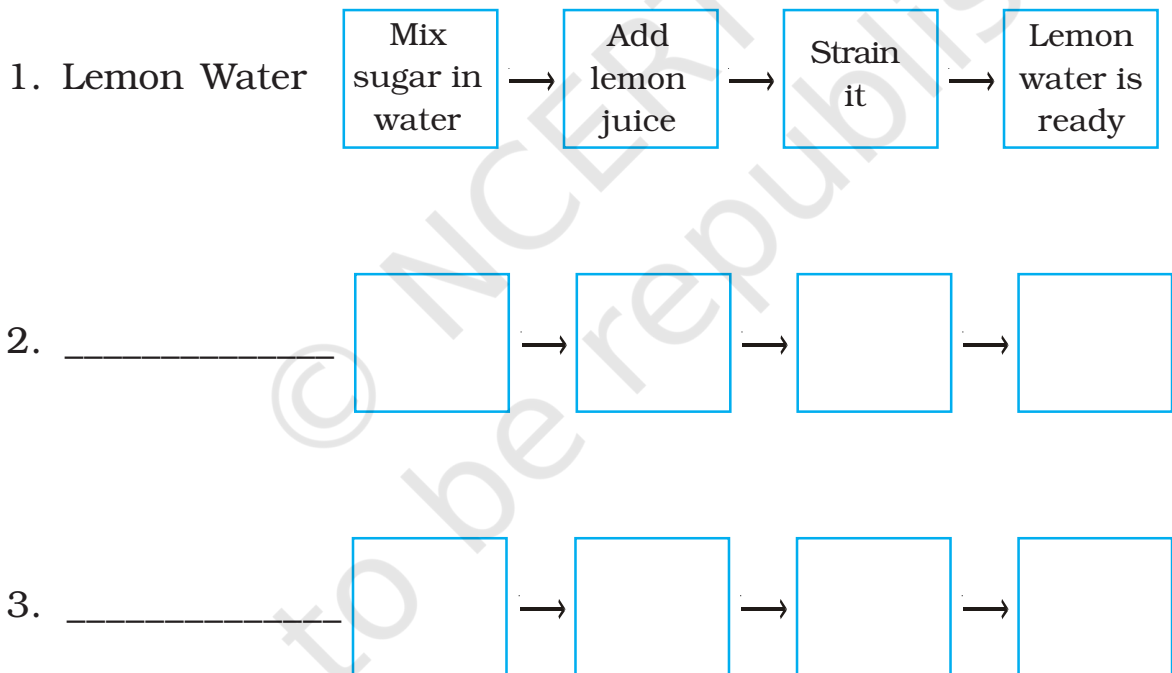 1. Lemon Water
Mix
sugar in
water
Add
lemon
juice
Strain
it
Lemon
water is
ready
2. ______________
3. ______________
© NCERT
to be republis